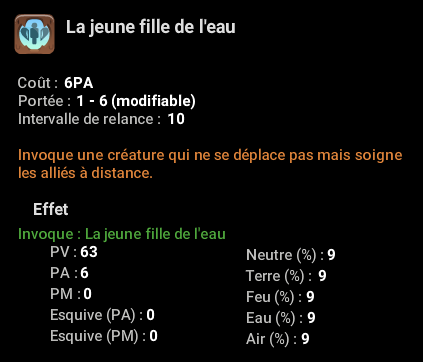 La jeune fille de l'eau
Coût : 6PA
Portée : 1 - 6 (modifiable)
Intervalle de relance : 10
Invoque une créature qui ne se déplace pas mais soigne
les alliés à distance.
Effet
Invoque : La jeune fille de l'eau
PV : 63
PA : 6
PM : 0
Esquive (PA) : 0
Esquive (PM) : 0
Neutre (%) : 9
Terre (%) : 9
Feu (%) : 9
Eau (%) : 9
Air (%) : 9